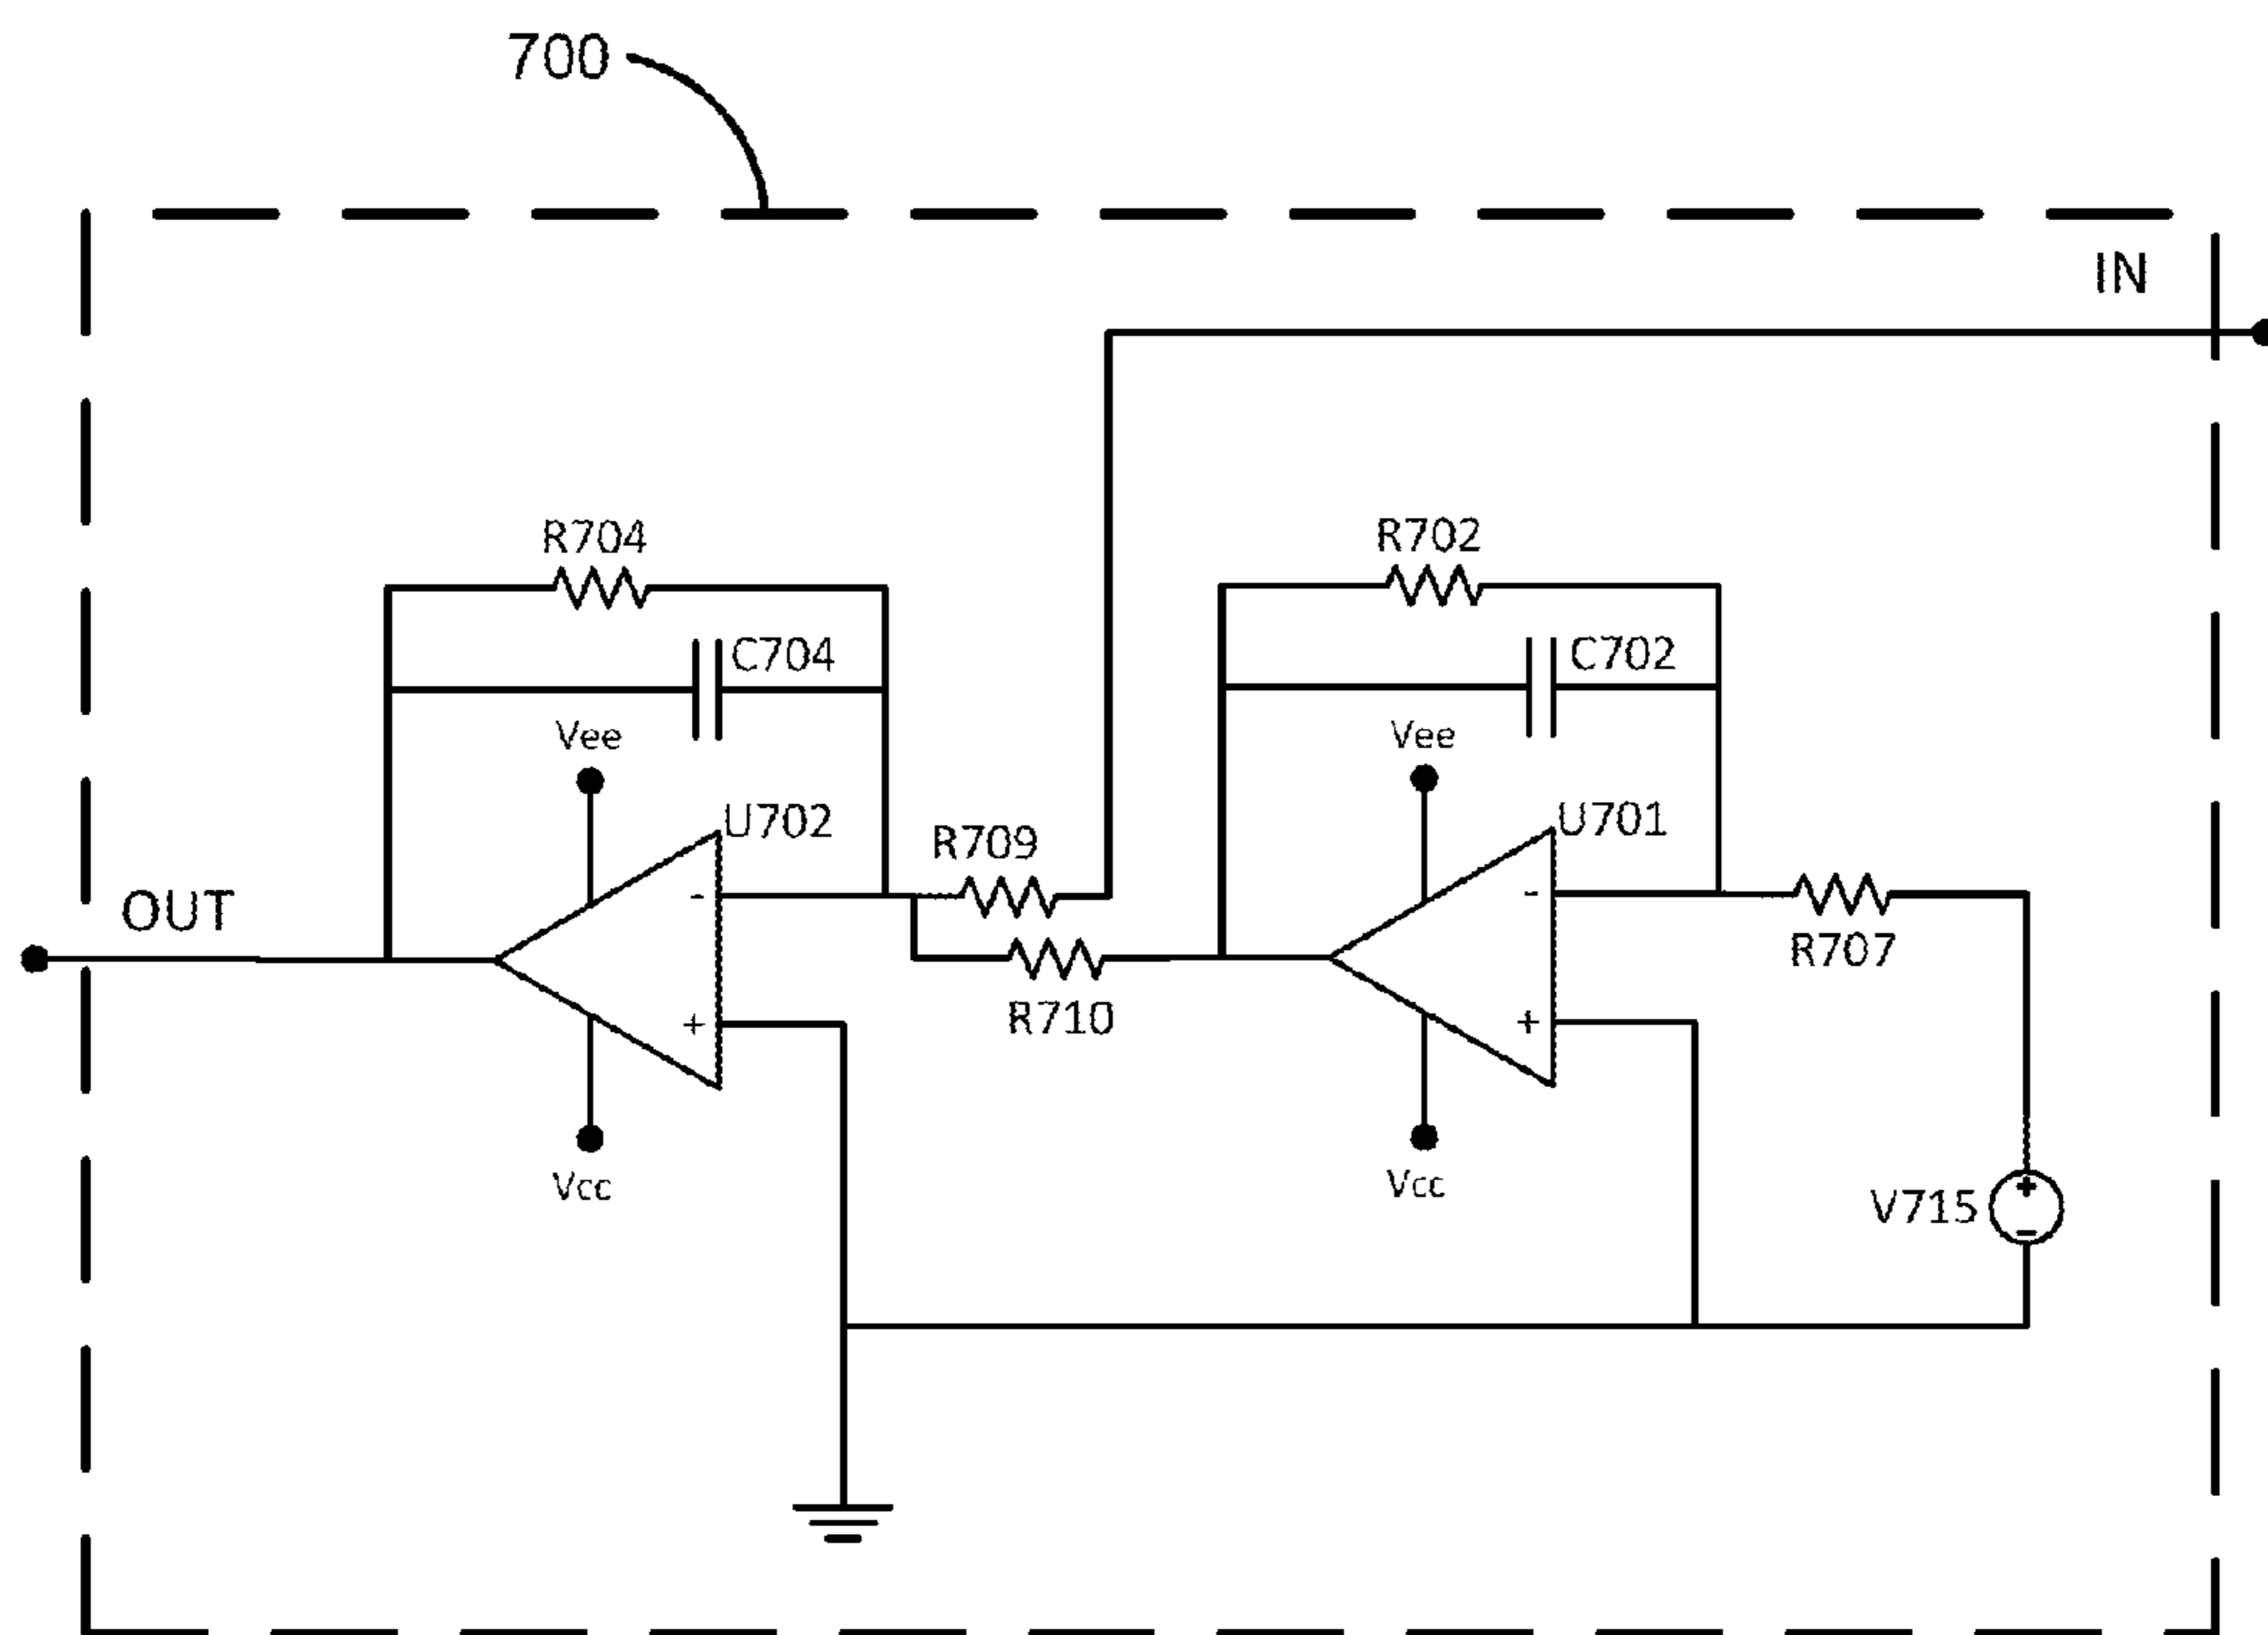 700
IN
R704
R702
C704
C702
Vee
Vee
U702
U701
R709
-
-
OUT
R707
R710
+
+
Vcc
Vcc
V715
+
-